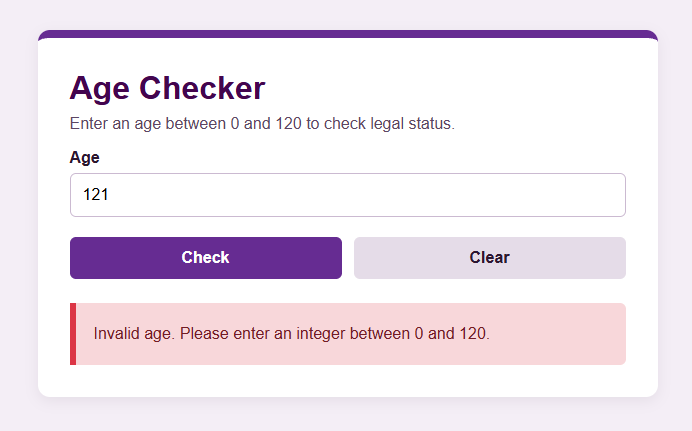 Age Checker
Enter an age between 0 and 120 to check legal status.
Age
121
Check
Clear
Invalid age. Please enter an integer between 0 and 120.